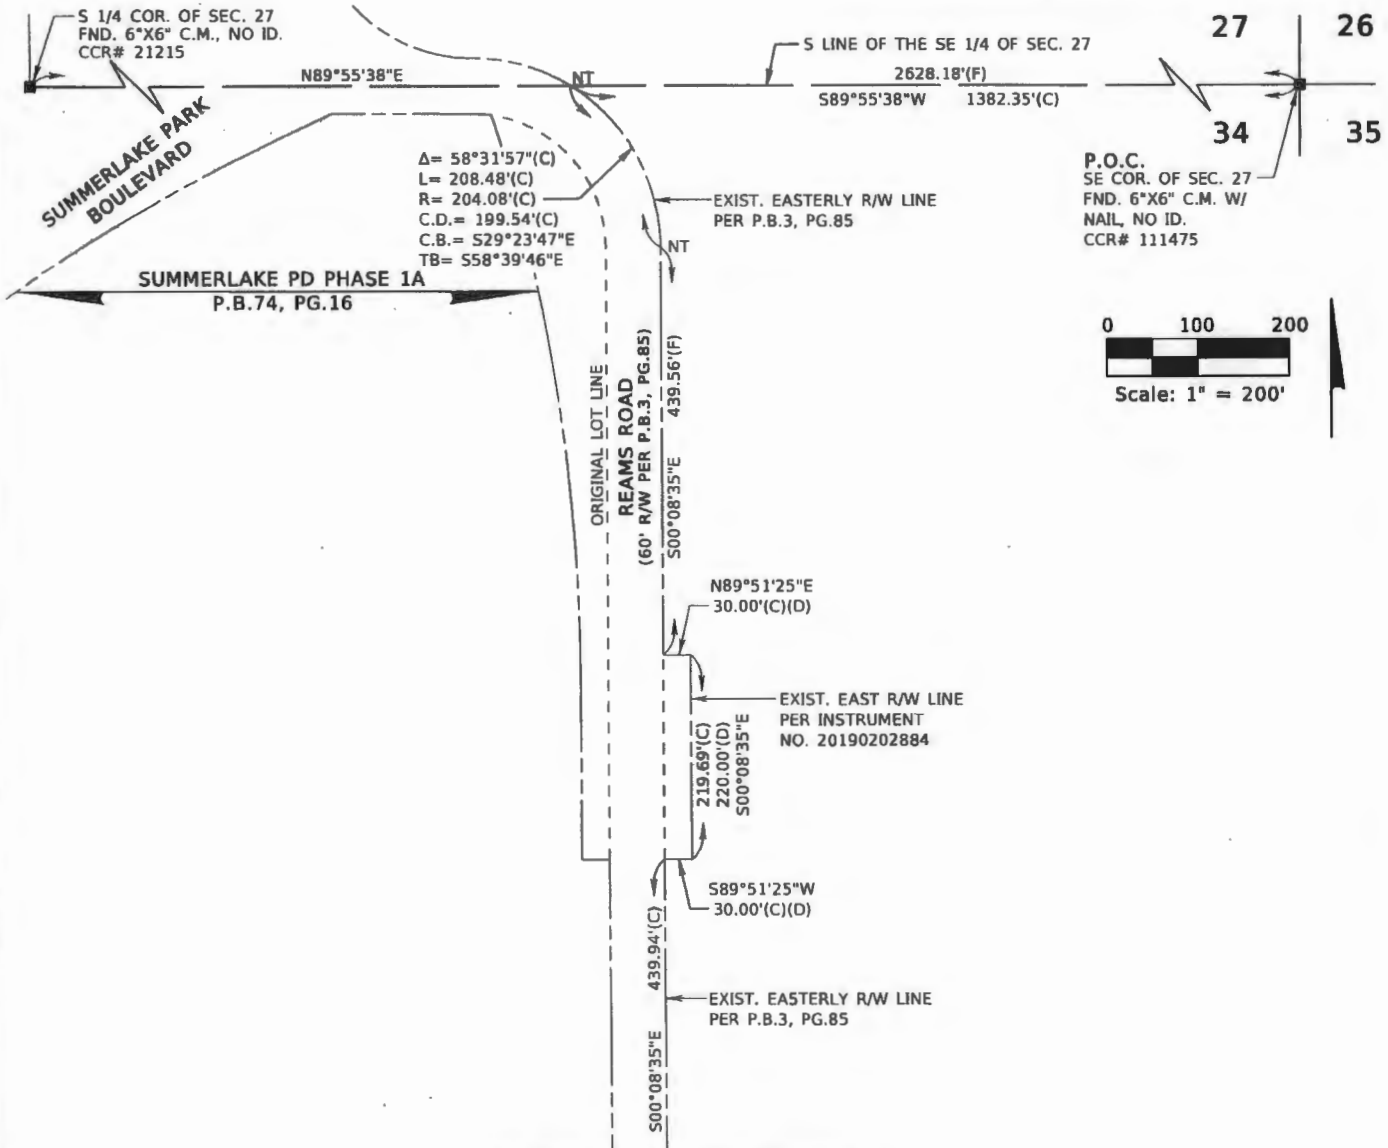 S 1/4 COR. OF SEC. 27
FND. 6"X6" C.M., NO ID.
CCR# 21215
27
26
S LINE OF THE SE 1/4 OF SEC. 27
N89°55'38"E
NT
2628.18'(F)
S89°55'38"W 1382.35'(C)
34
35
SUMMERLAKE PARK
BOULEVARD
P.O.C.
SE COR. OF SEC. 27
FND. 6"X6" C.M. W/
NAIL, NO ID.
CCR# 111475
Δ= 58°31'57"(C)
L= 208.48'(C)
R= 204.08'(C)
C.D.= 199.54'(C)
C.B.= S29°23'47"E
TB= S58°39'46"E
EXIST. EASTERLY R/W LINE
PER P.B.3, PG.85
NT
SUMMERLAKE PD PHASE 1A
P.B.74, PG.16
0 100 200
Scale: 1" = 200'
ORIGINAL LOT LINE
REAMS ROAD
(60' R/W PER P.B.3, PG.85)
S00°08'35"E 439.56'(F)
N89°51'25"E
30.00'(C)(D)
EXIST. EAST R/W LINE
PER INSTRUMENT
NO. 20190202884
219.69'(C)
220.00'(D)
S00°08'35"E
S89°51'25"W
30.00'(C)(D)
S00°08'35"E 439.94'(C)
EXIST. EASTERLY R/W LINE
PER P.B.3, PG.85